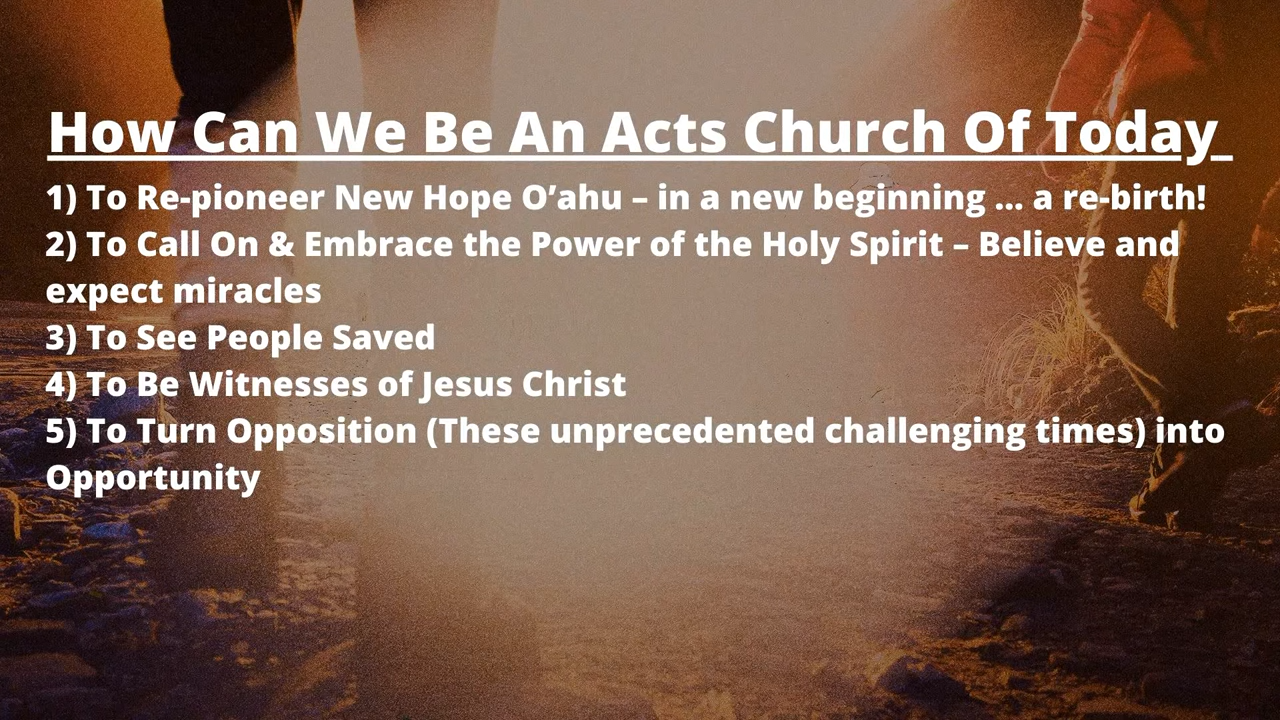 How Can We Be An Acts Church Of Today_
1) To Re-pioneer New Hope O’ahu – in a new beginning ... a re-birth!
2) To Call On & Embrace the Power of the Holy Spirit – Believe and
expect miracles
3) To See People Saved
4) To Be Witnesses of Jesus Christ
5) To Turn Opposition (These unprecedented challenging times) into
Opportunity